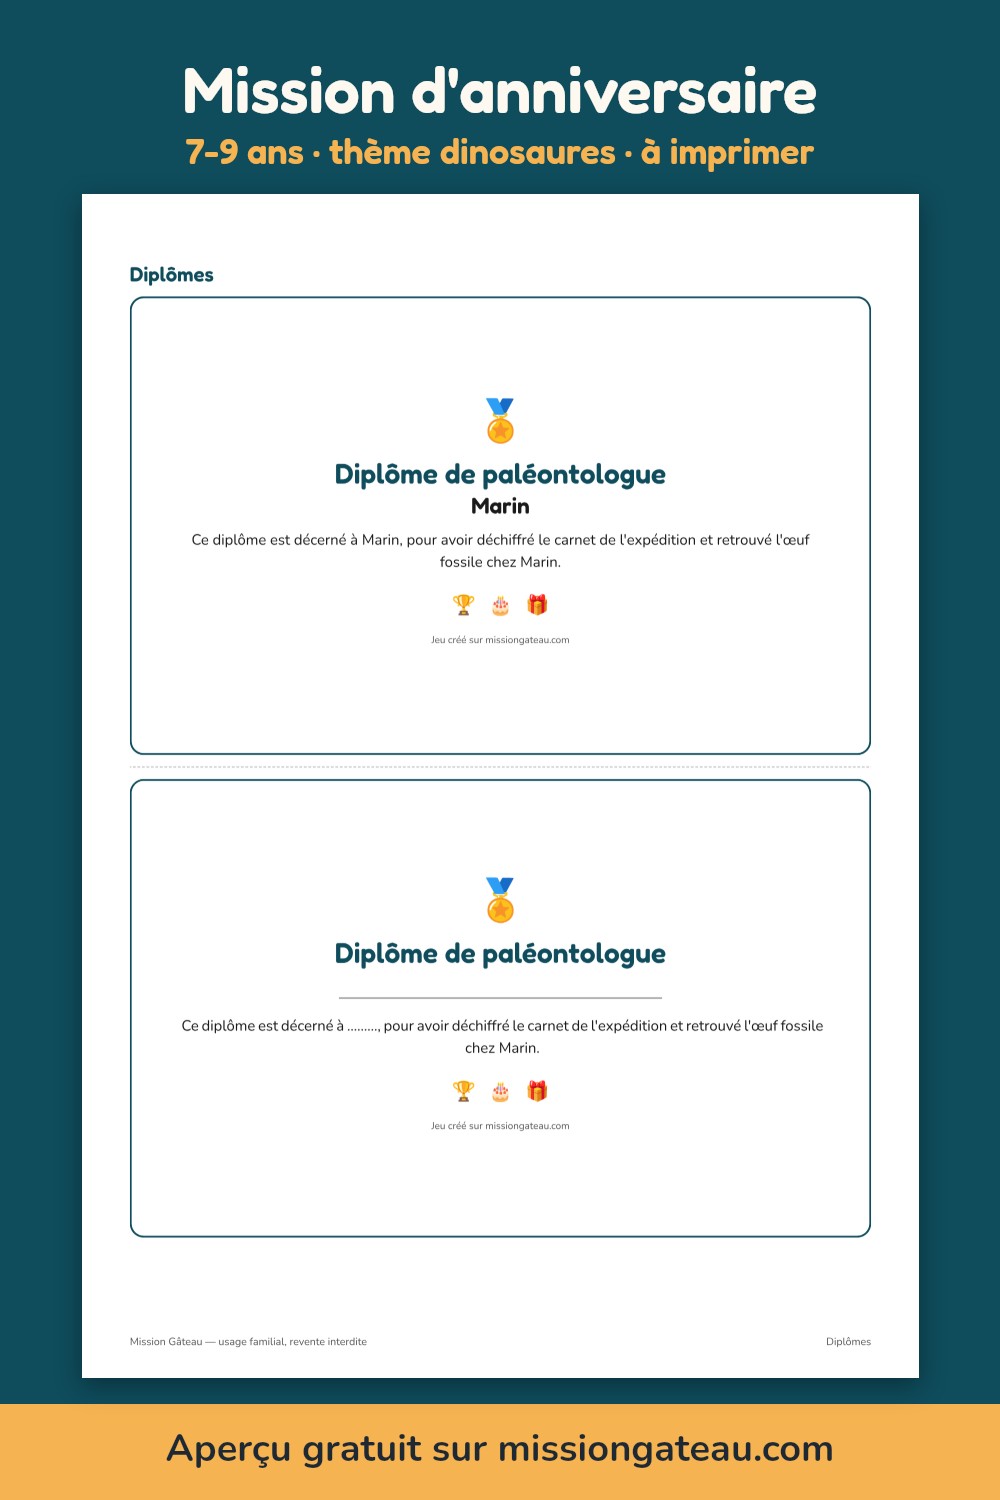 Mission d'anniversaire
7-9 ans · thème dinosaures · à imprimer
Diplômes
Diplôme de paléontologue
Marin
Ce diplôme est décerné à Marin, pour avoir déchiffré le carnet de l'expédition et retrouvé l'œuf
fossile chez Marin.
Jeu créé sur missiongateau.com
Diplôme de paléontologue
Ce diplôme est décerné à ........., pour avoir déchiffré le carnet de l'expédition et retrouvé l'œuf fossile
chez Marin.
Jeu créé sur missiongateau.com
Mission Gâteau — usage familial, revente interdite
Diplômes
Aperçu gratuit sur missiongateau.com